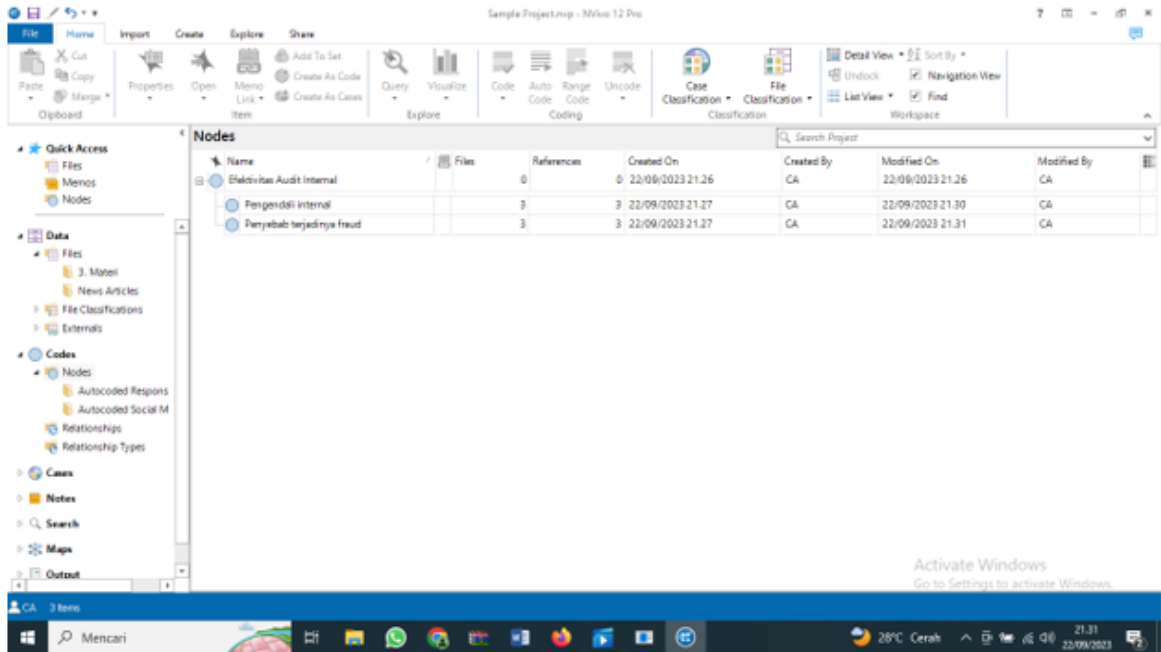 Sample Project.nvp - NVivo 12 Pro
File Home Import Create Explore Share
Paste Cut Copy Merge Properties Open Memo Link Add To Set Create As Code Create As Cases Query Visualize Code Auto Code Range Code Uncode Case Classification File Classification Detail View Sort By Undock Navigation View List View Find
Clipboard Item Explore Coding Classification Workspace
Quick Access
Files
Memos
Nodes
Data
Files
3. Materi
News Articles
File Classifications
Externals
Codes
Nodes
Autocoded Respons
Autocoded Social M
Relationships
Relationship Types
Cases
Notes
Search
Maps
Output
Nodes Search Project
Name Files References Created On Created By Modified On Modified By
Efektivitas Audit Internal 0 0 22/09/2023 21.26 CA 22/09/2023 21.26 CA
Pengendali internal 3 3 22/09/2023 21.27 CA 22/09/2023 21.30 CA
Penyebab terjadinya fraud 3 3 22/09/2023 21.27 CA 22/09/2023 21.31 CA
Activate Windows
Go to Settings to activate Windows.
CA 3 Items
Mencari 28°C Cerah 21.31
22/09/2023